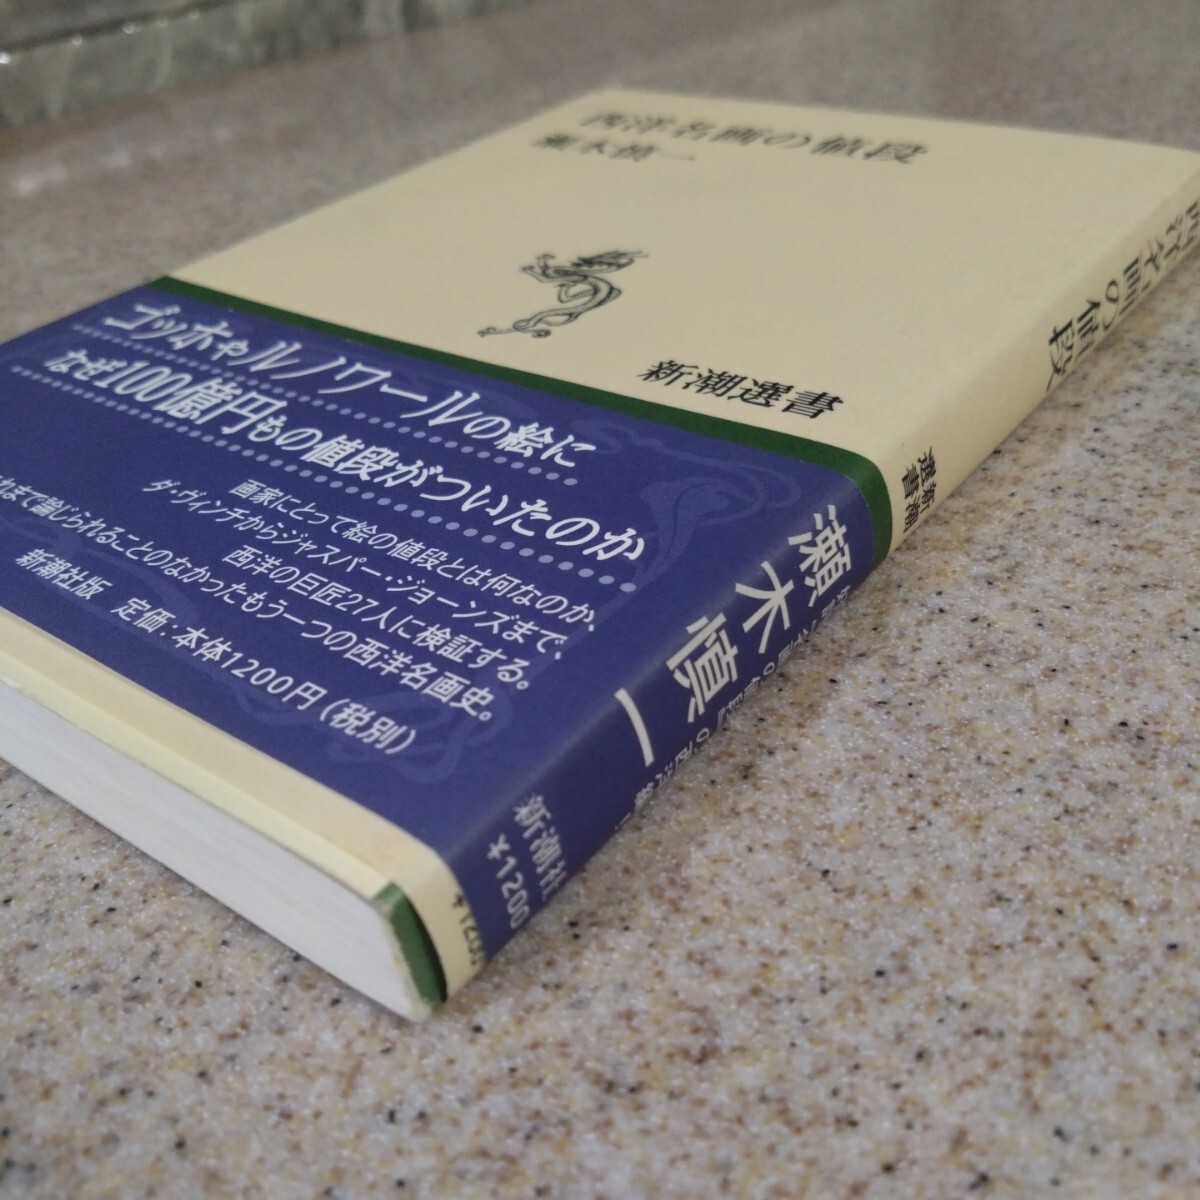 西洋名画の値段
瀬木慎一
新潮選書
ゴッホやルノワールの絵に
なぜ100億円もの値段がついたのか
画家にとって絵の値段とは何なのか、
ダ・ヴィンチからジャスパー・ジョーンズまで、
西洋の巨匠27人に検証する。
まで論じられることのなかったもう一つの西洋名画史。
新潮社版 定価:本体1200円(税別)
西洋名画の値段
新潮
選書
瀬木慎一
新潮社
¥1200
¥1200